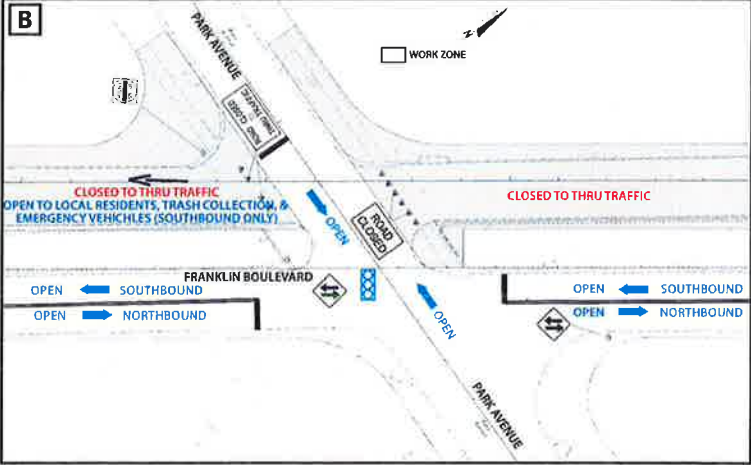 B
PARK AVENUE
N
WORK ZONE
ROAD CLOSED
THRU TRAFFIC
CLOSED TO THRU TRAFFIC
OPEN TO LOCAL RESIDENTS, TRASH COLLECTION, &
EMERGENCY VEHICHLES (SOUTHBOUND ONLY)
CLOSED TO THRU TRAFFIC
OPEN
ROAD
CLOSED
FRANKLIN BOULEVARD
OPEN SOUTHBOUND
OPEN NORTHBOUND
OPEN
OPEN SOUTHBOUND
OPEN NORTHBOUND
PARK AVENUE